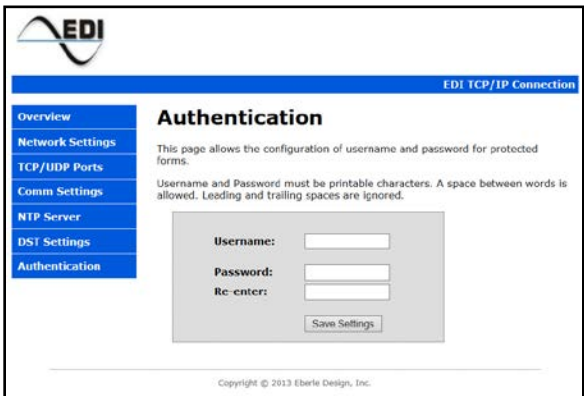 EDI
EDI TCP/IP Connection
Overview
Network Settings
TCP/UDP Ports
Comm Settings
NTP Server
DST Settings
Authentication
Authentication
This page allows the configuration of username and password for protected
forms.
Username and Password must be printable characters. A space between words is
allowed. Leading and trailing spaces are ignored.
Username:
Password:
Re-enter:
Save Settings
Copyright © 2013 Eberle Design, Inc.